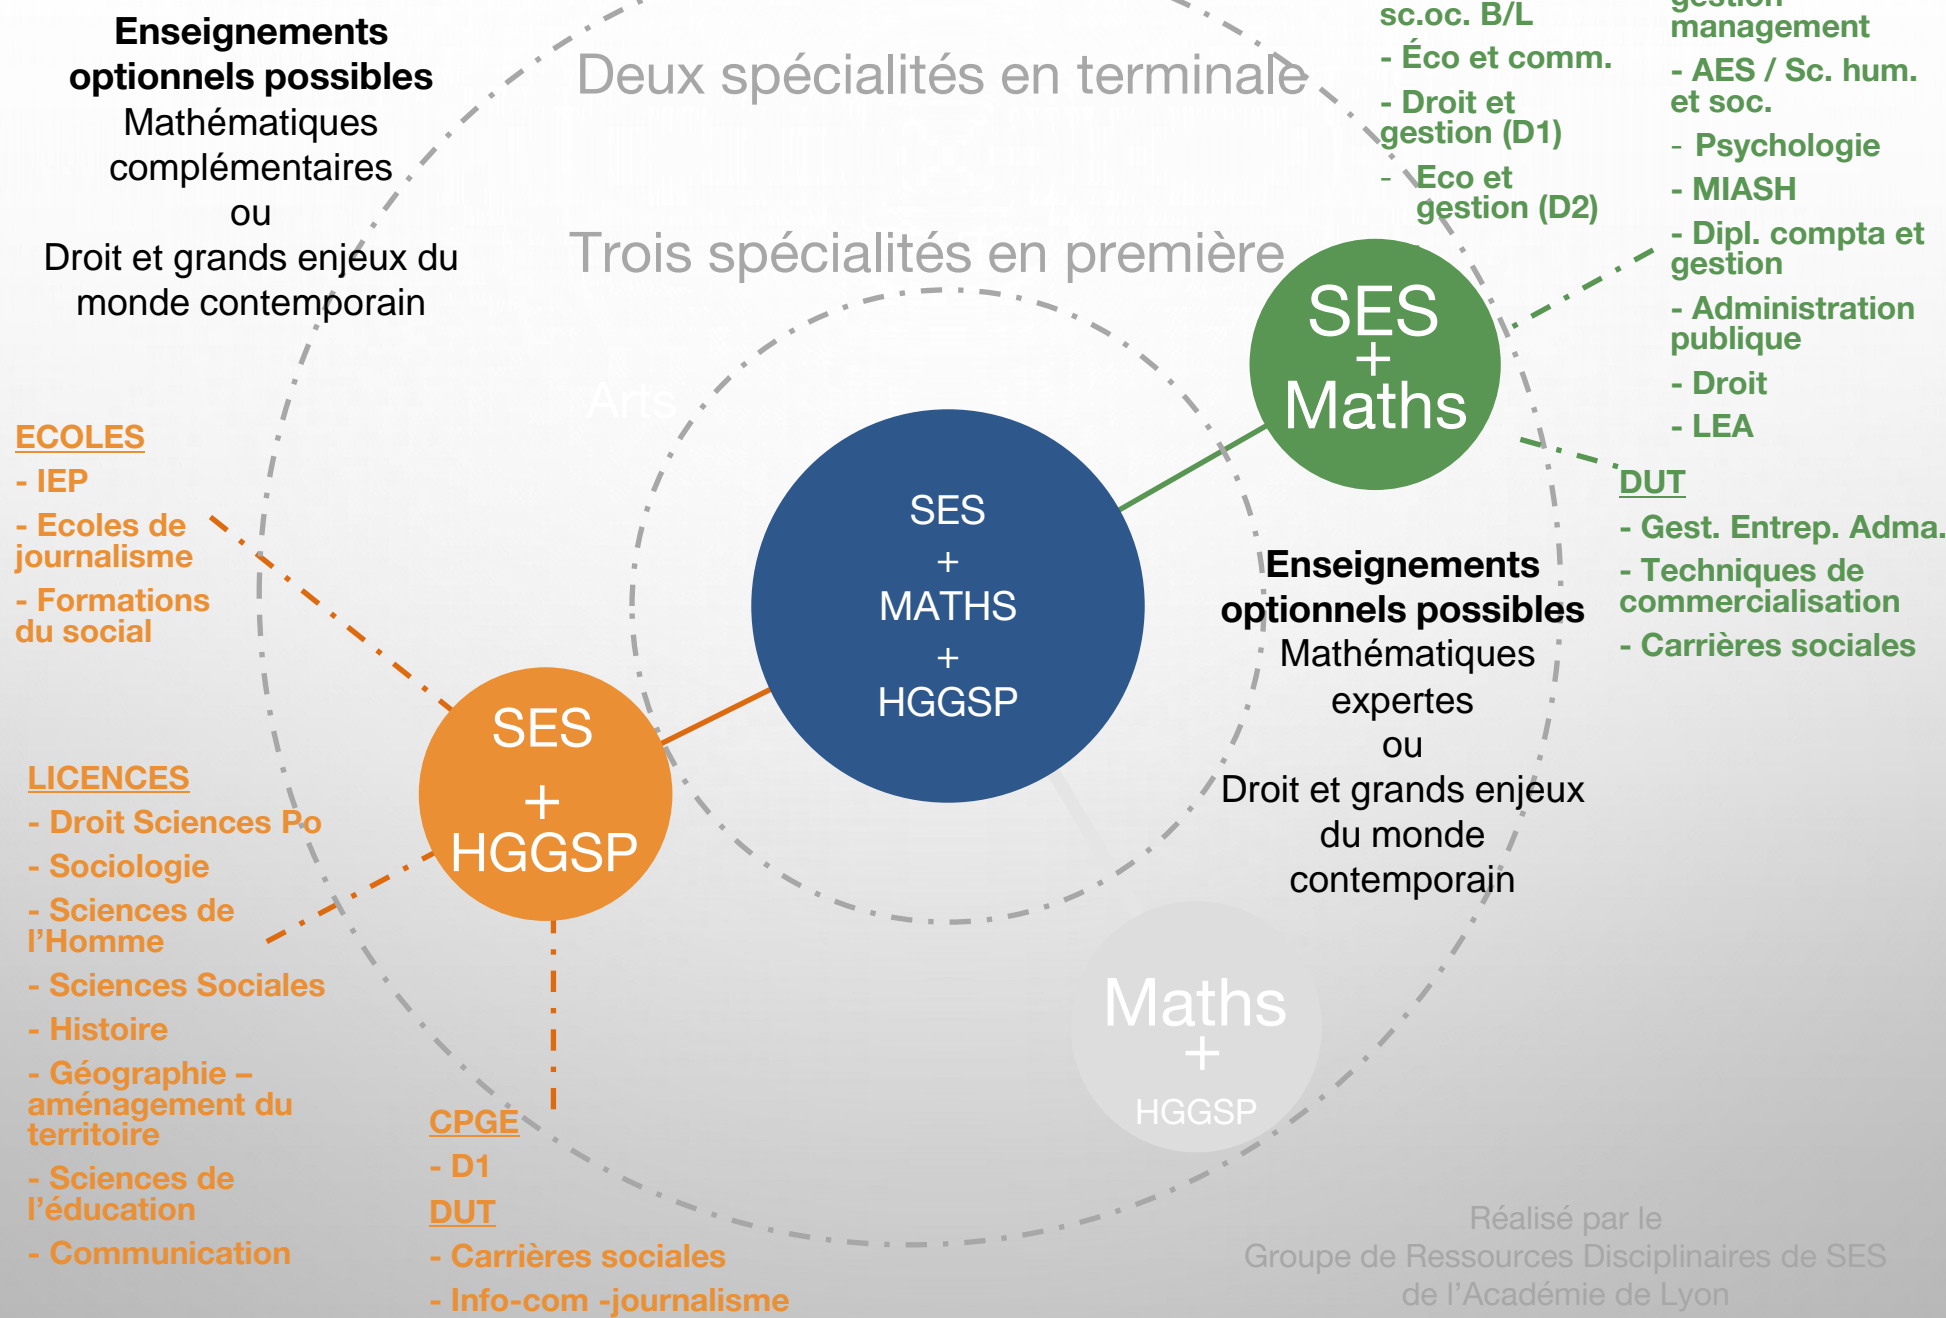 Enseignements
optionnels possibles
Mathématiques
complémentaires
ou
Droit et grands enjeux du
monde contemporain
Deux spécialités en terminale
Trois spécialités en première
sc.oc. B/L
- Éco et comm.
- Droit et
gestion (D1)
- Eco et
gestion (D2)
gestion
management
- AES / Sc. hum.
et soc.
- Psychologie
- MIASH
- Dipl. compta et
gestion
- Administration
publique
- Droit
- LEA
SES
+
Maths
Arts
DUT
- Gest. Entrep. Adma.
- Techniques de
commercialisation
- Carrières sociales
ECOLES
- IEP
- Ecoles de
journalisme
- Formations
du social
SES
+
MATHS
+
HGGSP
Enseignements
optionnels possibles
Mathématiques
expertes
ou
Droit et grands enjeux
du monde
contemporain
SES
+
HGGSP
LICENCES
- Droit Sciences Po
- Sociologie
- Sciences de
l’Homme
- Sciences Sociales
- Histoire
- Géographie –
aménagement du
territoire
- Sciences de
l’éducation
- Communication
CPGE
- D1
DUT
- Carrières sociales
- Info-com -journalisme
Maths
+
HGGSP
Réalisé par le
Groupe de Ressources Disciplinaires de SES
de l’Académie de Lyon